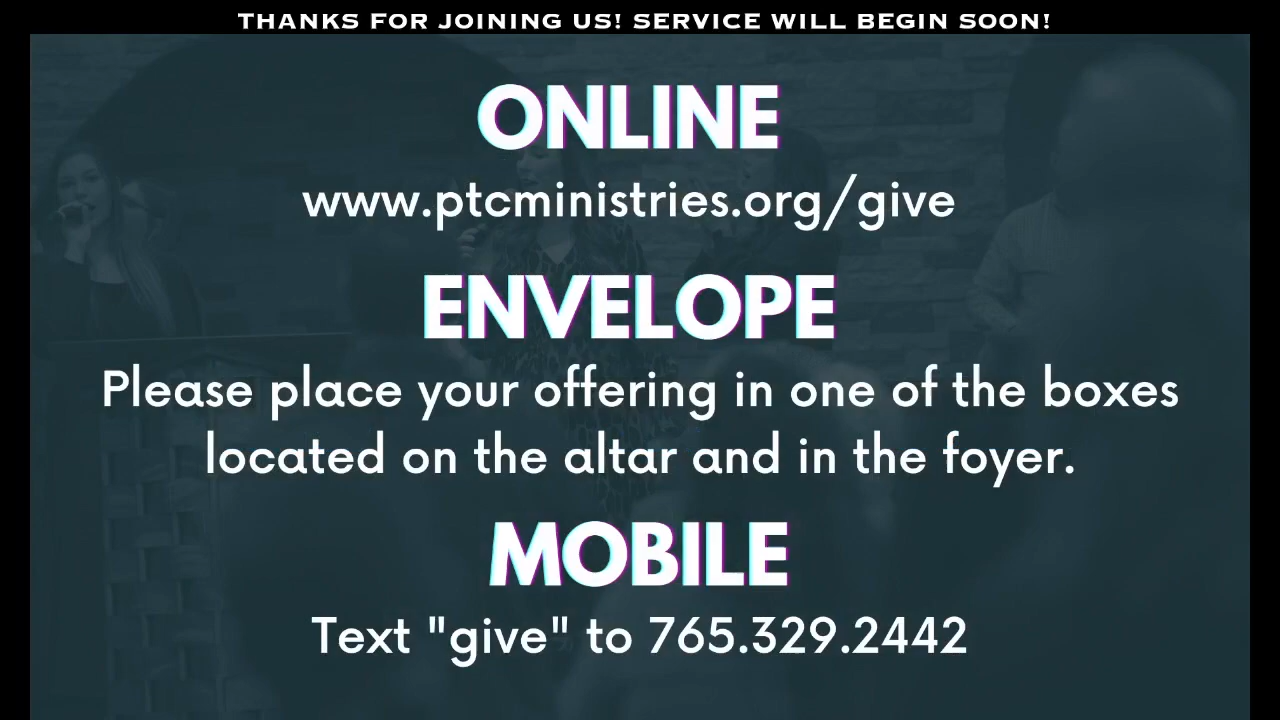 THANKS FOR JOINING US! SERVICE WILL BEGIN SOON!
ONLINE
www.ptcministries.org/give
ENVELOPE
Please place your offering in one of the boxes
located on the altar and in the foyer.
MOBILE
Text "give" to 765.329.2442